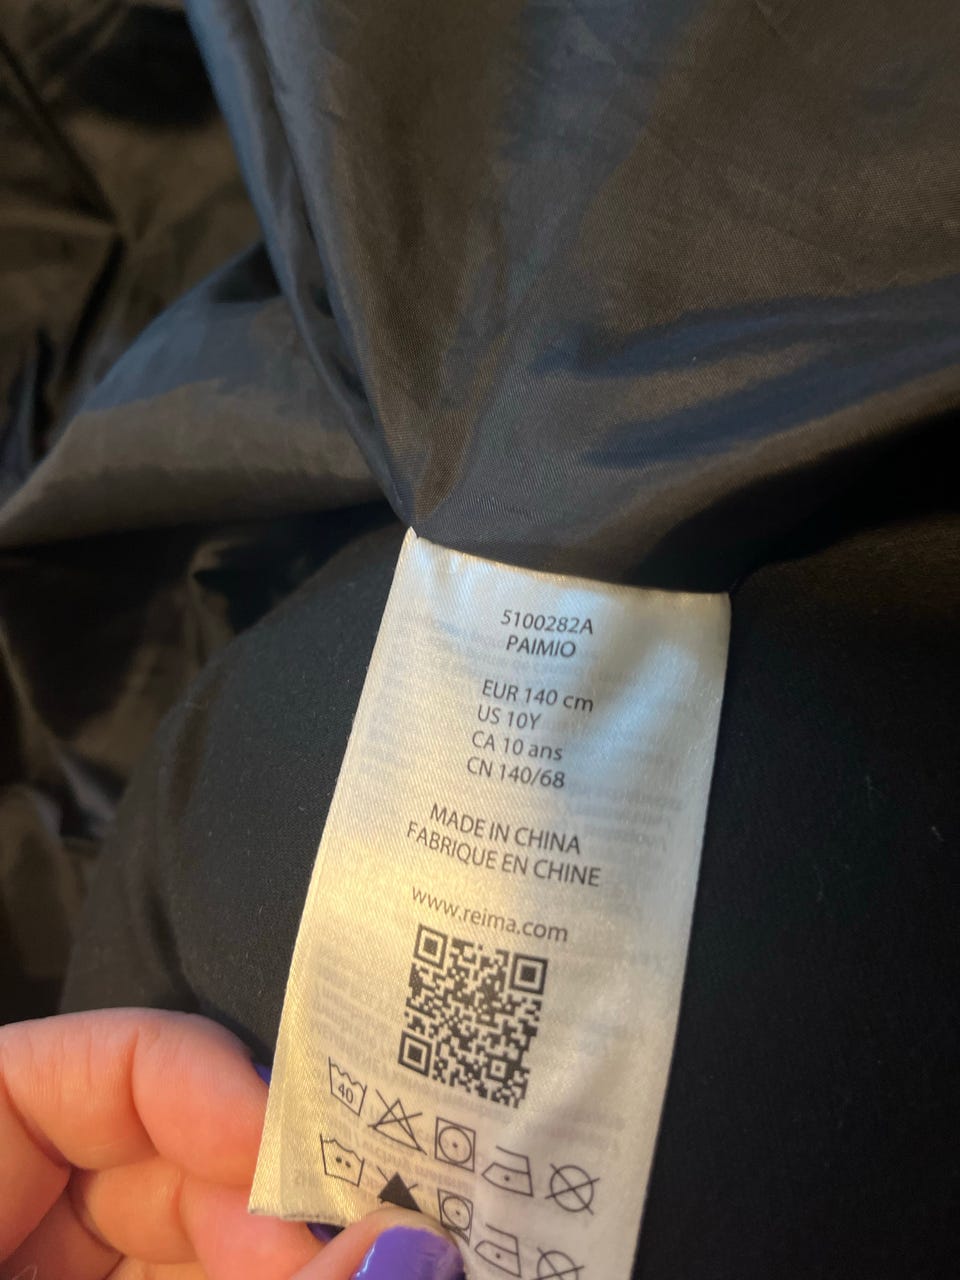 5100282A
PAIMIO
EUR 140 cm
US 10Y
CA 10 ans
CN 140/68
MADE IN CHINA
FABRIQUE EN CHINE
www.reima.com
40